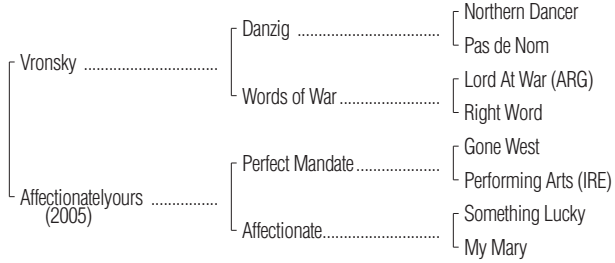 Northern Dancer
Danzig ..............................
Pas de Nom
Vronsky ..............................
Lord At War (ARG)
Words of War .....................
Right Word
Gone West
Perfect Mandate .................
Performing Arts (IRE)
Affectionatelyours ...............
(2005)
Something Lucky
Affectionate ........................
My Mary